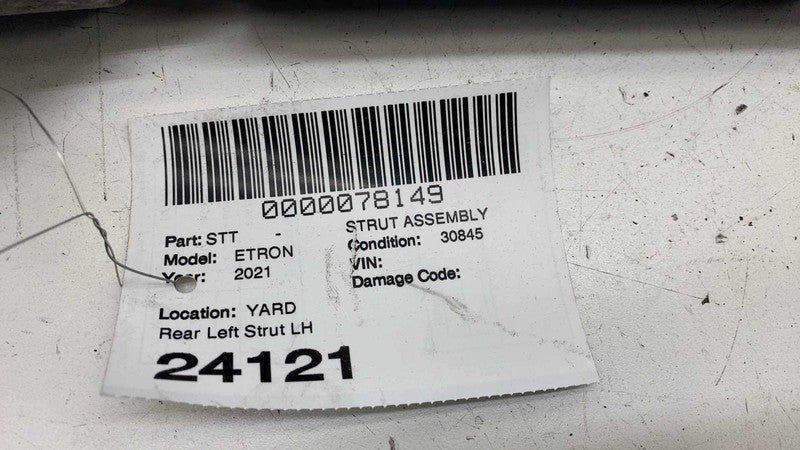 0000078149
Part: STT - STRUT ASSEMBLY
Model: ETRON Condition: 30845
Year: 2021 VIN:
Damage Code:
Location: YARD
Rear Left Strut LH
24121